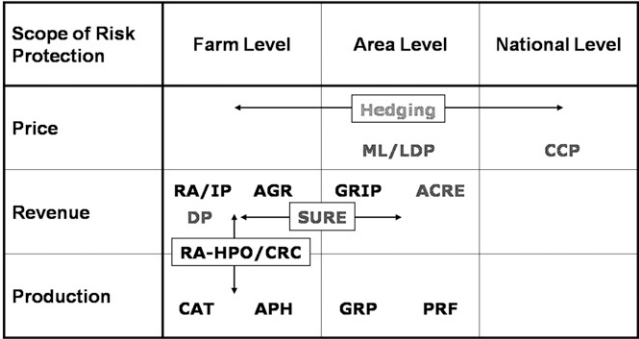 Scope of Risk
Protection
Farm Level
Area Level
National Level
Price
Hedging
ML/LDP
CCP
Revenue
RA/IP
AGR
GRIP
ACRE
DP
SURE
RA-HPO/CRC
Production
CAT
APH
GRP
PRF